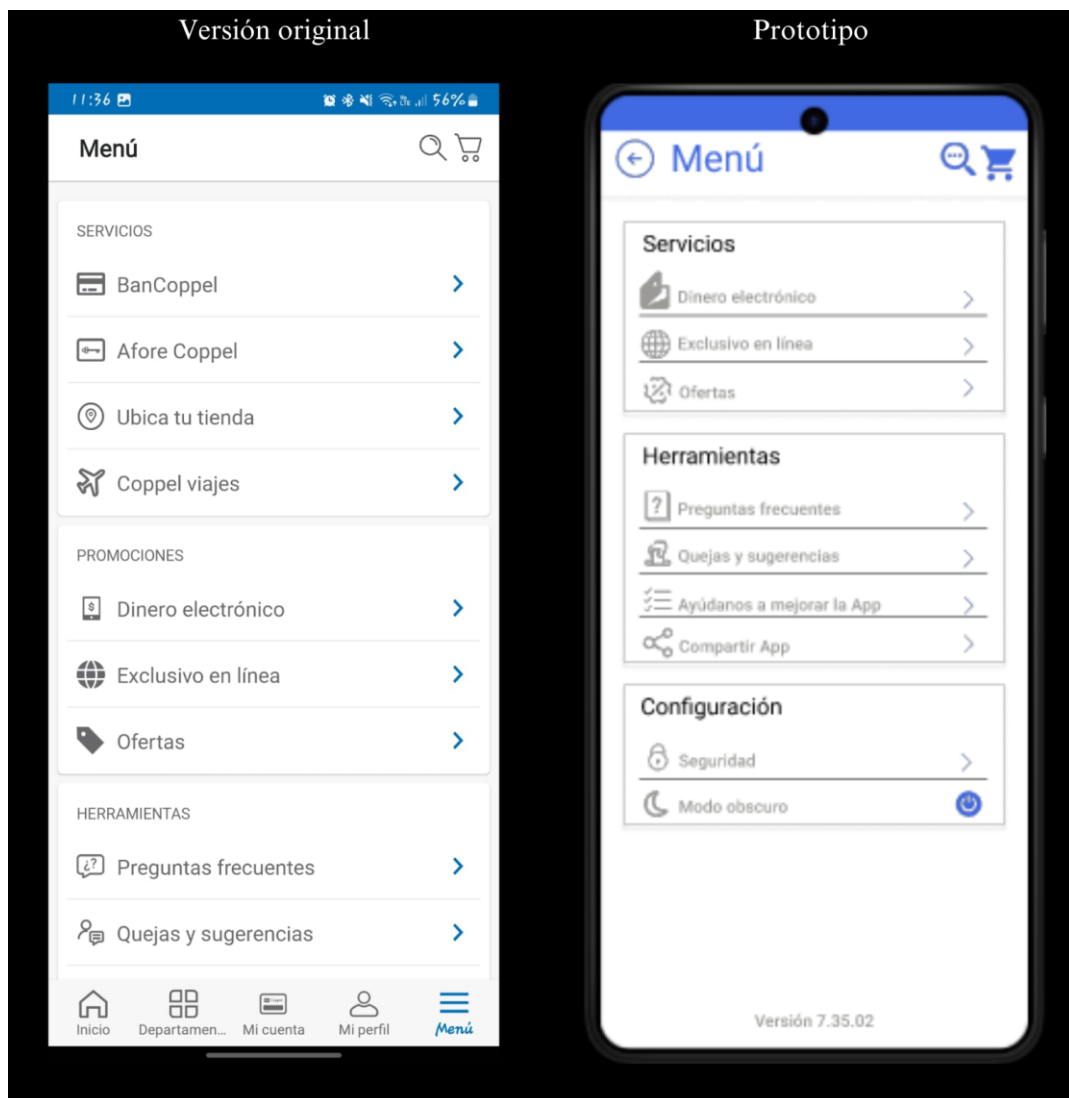 Versión original
11:36
56%
Menú
SERVICIOS
BanCoppel
Afore Coppel
Ubica tu tienda
Coppel viajes
PROMOCIONES
$
Dinero electrónico
Exclusivo en línea
Ofertas
HERRAMIENTAS
¿?
Preguntas frecuentes
Quejas y sugerencias
Inicio
Departamen...
Mi cuenta
Mi perfil
Menú
Prototipo
Menú
Servicios
Dinero electrónico
Exclusivo en línea
Ofertas
Herramientas
?
Preguntas frecuentes
Quejas y sugerencias
Ayúdanos a mejorar la App
Compartir App
Configuración
Seguridad
Modo obscuro
Versión 7.35.02